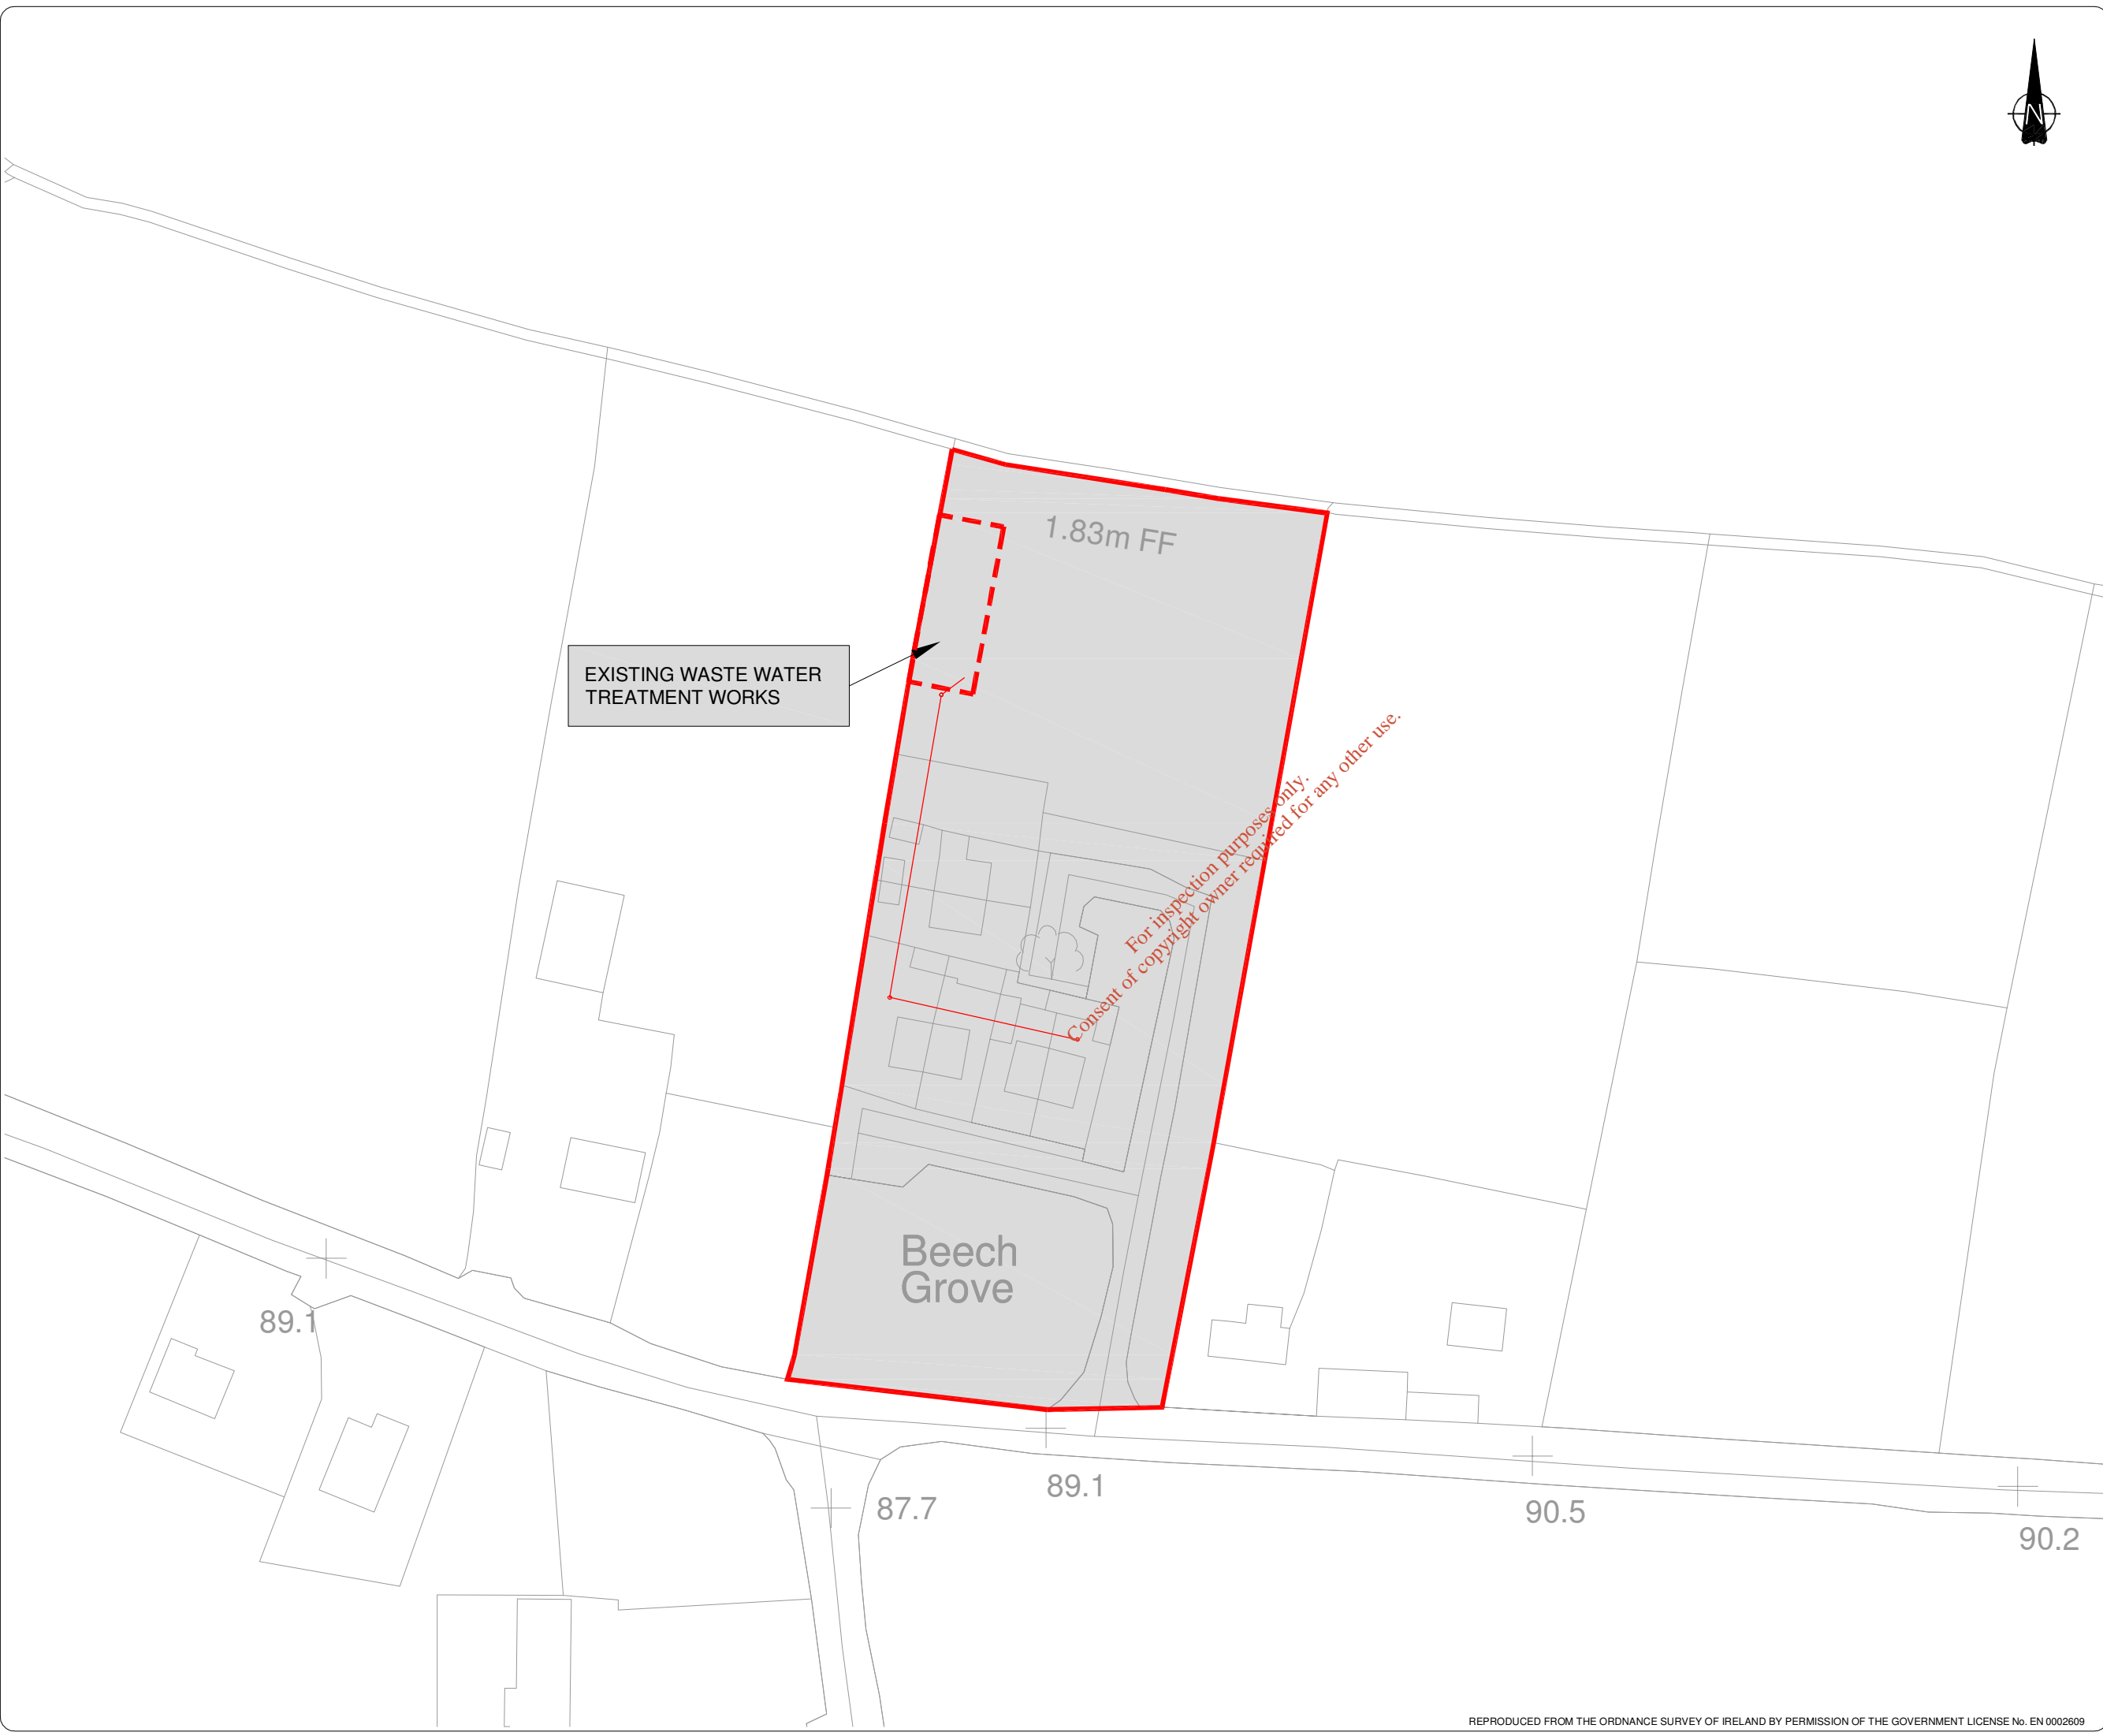 N
1.83m FF
EXISTING WASTE WATER
TREATMENT WORKS
For inspection purposes only.
Consent of copyright owner required for any other use.
Beech
Grove
89.1
89.1
87.7
90.5
90.2
REPRODUCED FROM THE ORDNANCE SURVEY OF IRELAND BY PERMISSION OF THE GOVERNMENT LICENSE No. EN 0002609